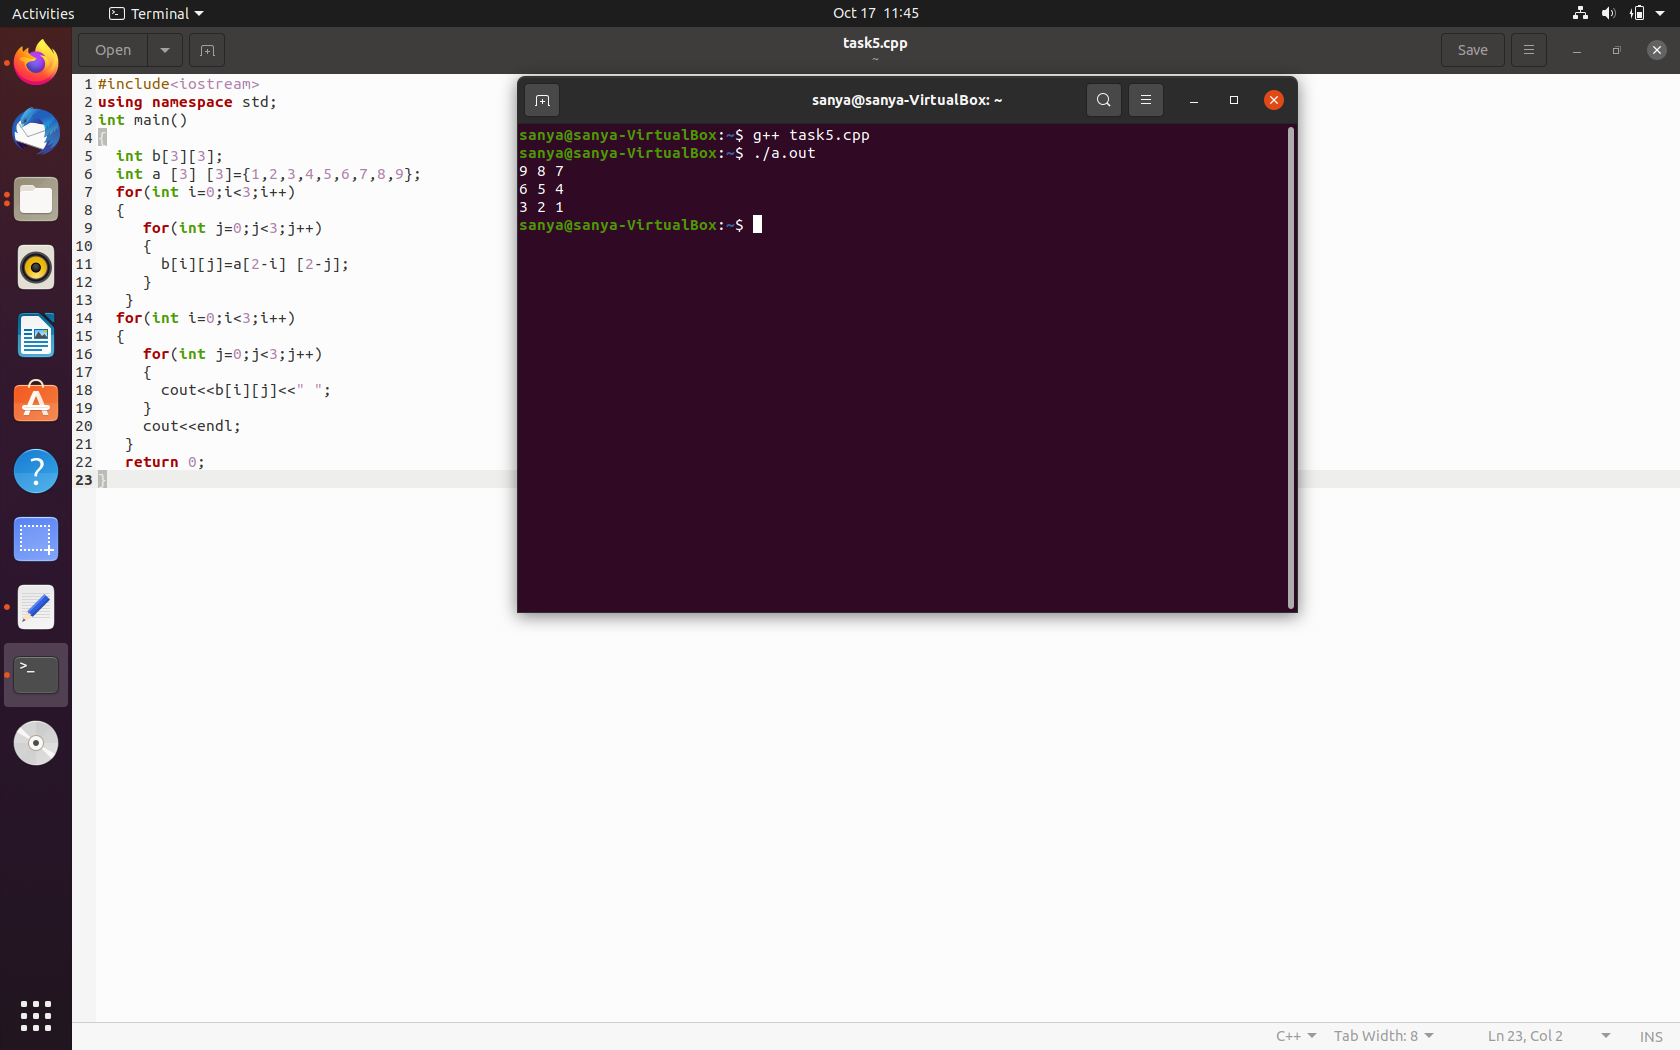 Activities
Terminal
Oct 17 11:45
Open
task5.cpp
~
Save
1 #include<iostream>
2 using namespace std;
3 int main()
4 {
5   int b[3][3];
6   int a [3] [3]={1,2,3,4,5,6,7,8,9};
7   for(int i=0;i<3;i++)
8   {
9      for(int j=0;j<3;j++)
10      {
11        b[i][j]=a[2-i] [2-j];
12      }
13    }
14   for(int i=0;i<3;i++)
15   {
16      for(int j=0;j<3;j++)
17      {
18        cout<<b[i][j]<<" ";
19      }
20      cout<<endl;
21    }
22    return 0;
23 }
sanya@sanya-VirtualBox: ~
sanya@sanya-VirtualBox:~$ g++ task5.cpp
sanya@sanya-VirtualBox:~$ ./a.out
9 8 7
6 5 4
3 2 1
sanya@sanya-VirtualBox:~$
C++ Tab Width: 8 Ln 23, Col 2 INS